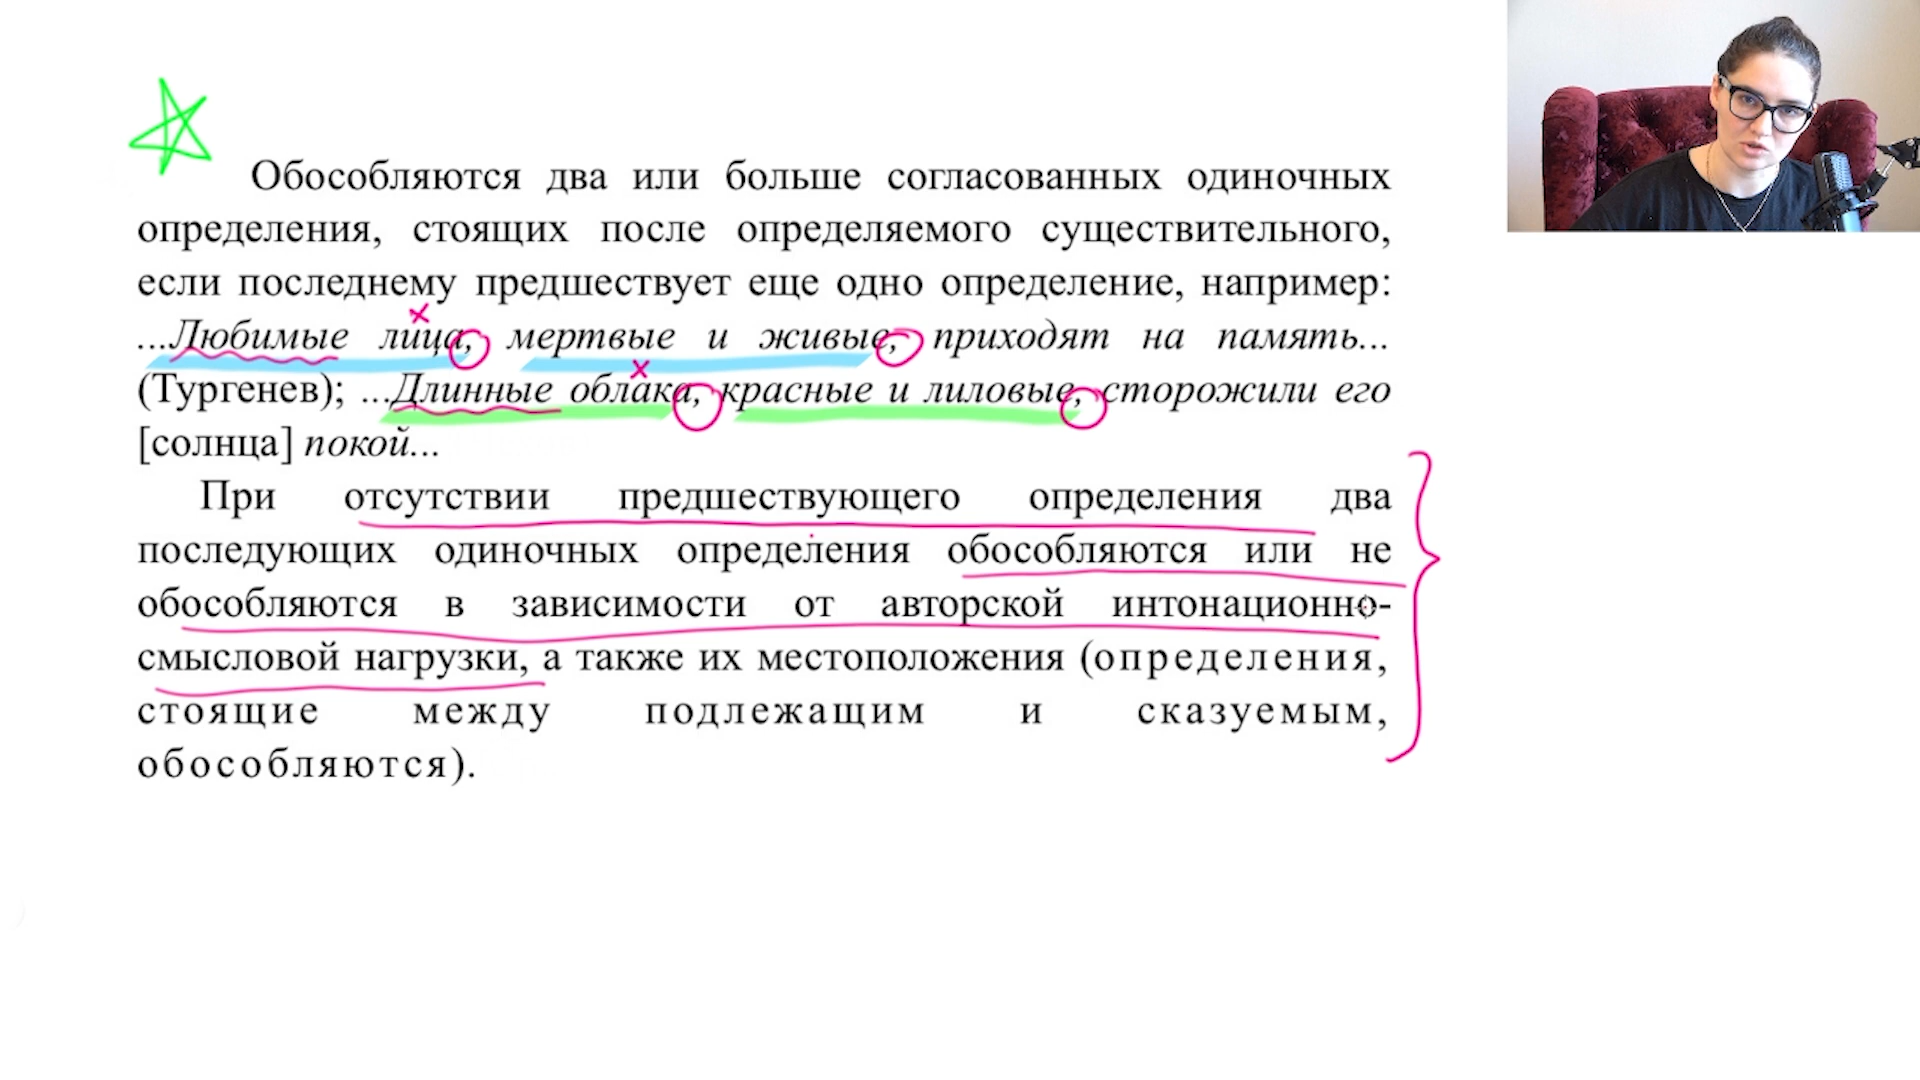 Обособляются два или больше согласованных одиночных
определения, стоящих после определяемого существительного,
если последнему предшествует еще одно определение, например:
...Любимые лица, мертвые и живые, приходят на память...
(Тургенев); ...Длинные облака, красные и лиловые, сторожили его
[солнца] покой...
При отсутствии предшествующего определения два
последующих одиночных определения обособляются или не
обособляются в зависимости от авторской интонационно-
смысловой нагрузки, а также их местоположения (определения,
стоящие между подлежащим и сказуемым,
обособляются).